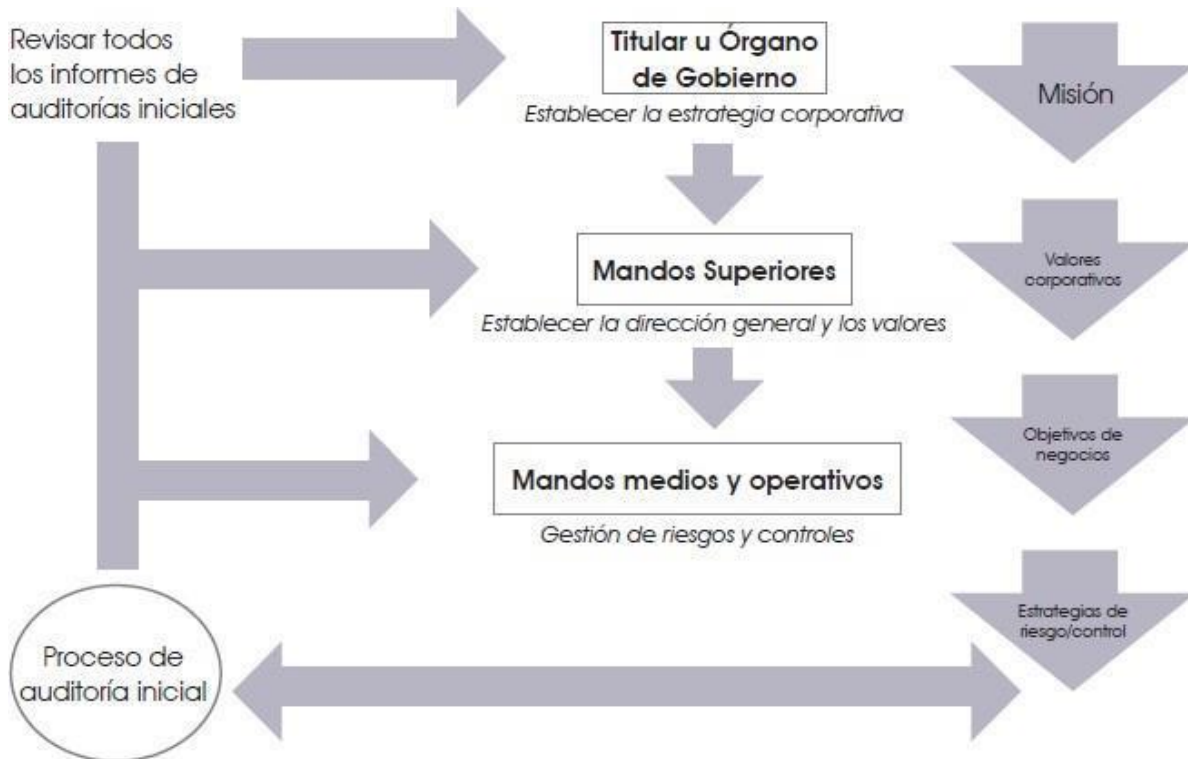 Revisar todos
los informes de
auditorías iniciales
Titular u Órgano
de Gobierno
Establecer la estrategia corporativa
Misión
Mandos Superiores
Establecer la dirección general y los valores
Valores
corporativos
Mandos medios y operativos
Gestión de riesgos y controles
Objetivos de
negocios
Proceso de
auditoría inicial
Estrategias de
riesgo/control